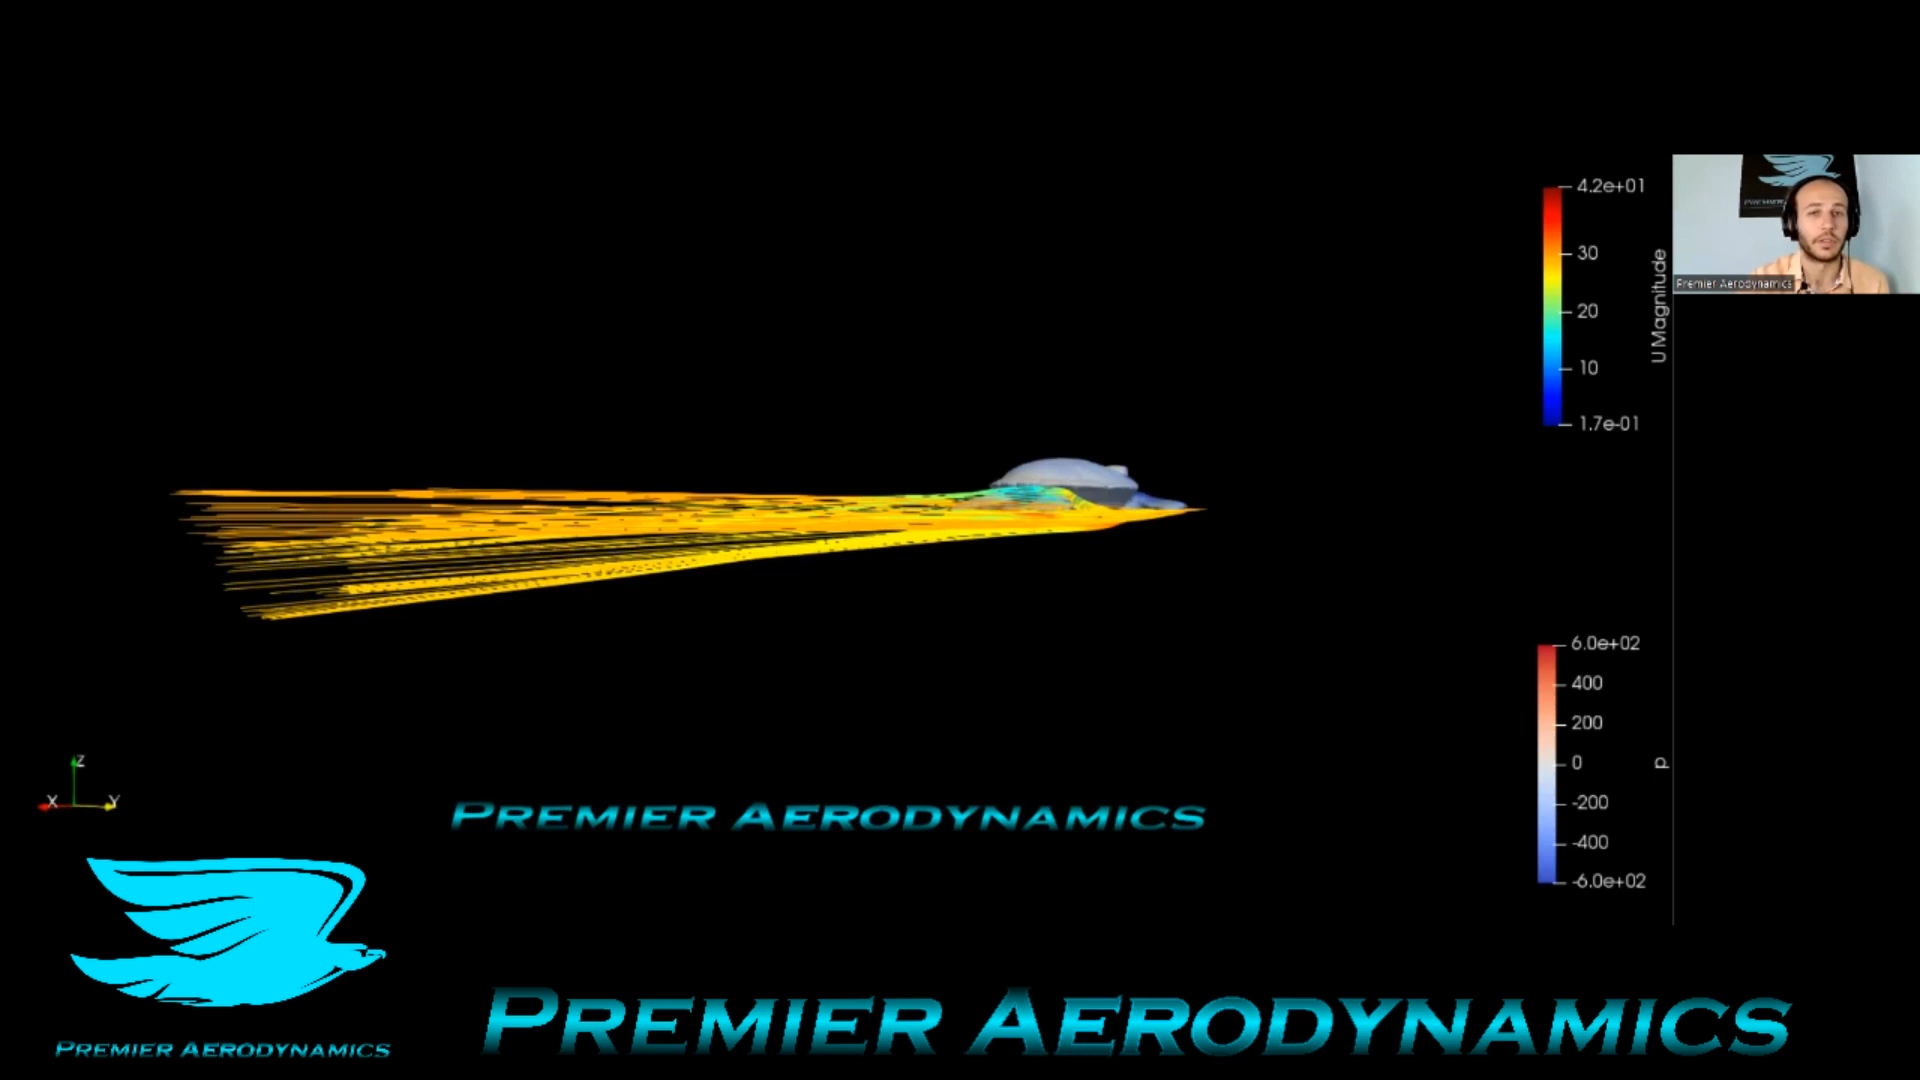 4.2e+01
30
20
10
1.7e-01
U Magnitude
Premier Aerodynamics
6.0e+02
400
200
0
-200
-400
-6.0e+02
p
Z
X
Y
PREMIER AERODYNAMICS
PREMIER AERODYNAMICS
PREMIER AERODYNAMICS